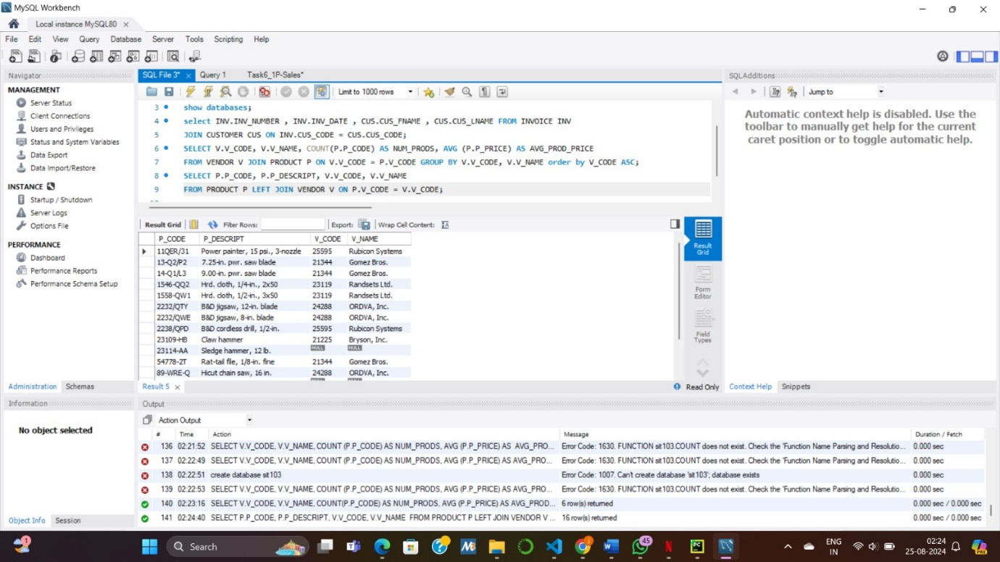 MySQL Workbench
Local instance MySQL80
File Edit View Query Database Server Tools Scripting Help
Navigator
MANAGEMENT
Server Status
Client Connections
Users and Privileges
Status and System Variables
Data Export
Data Import/Restore
INSTANCE
Startup / Shutdown
Server Logs
Options File
PERFORMANCE
Dashboard
Performance Reports
Performance Schema Setup
Administration Schemas
Information
No object selected
Object Info Session
SQL File 3* Query 1 Task6_1P-Sales*
Limit to 1000 rows
3 show databases;
4 select INV.INV_NUMBER , INV.INV_DATE , CUS.CUS_FNAME , CUS.CUS_LNAME FROM INVOICE INV
5 JOIN CUSTOMER CUS ON INV.CUS_CODE = CUS.CUS_CODE;
6 SELECT V.V_CODE, V.V_NAME, COUNT(P.P_CODE) AS NUM_PRODS, AVG (P.P_PRICE) AS AVG_PROD_PRICE
7 FROM VENDOR V JOIN PRODUCT P ON V.V_CODE = P.V_CODE GROUP BY V.V_CODE, V.V_NAME order by V_CODE ASC;
8 SELECT P.P_CODE, P.P_DESCRIPT, V.V_CODE, V.V_NAME
9 FROM PRODUCT P LEFT JOIN VENDOR V ON P.V_CODE = V.V_CODE;
Result Grid Filter Rows: Export: Wrap Cell Content:
P_CODE P_DESCRIPT V_CODE V_NAME
11QER/31 Power painter, 15 psi., 3-nozzle 25595 Rubicon Systems
13-Q2/P2 7.25-in. pwr. saw blade 21344 Gomez Bros.
14-Q1/L3 9.00-in. pwr. saw blade 21344 Gomez Bros.
1546-QQ2 Hrd. cloth, 1/4-in., 2x50 23119 Randsets Ltd.
1558-QW1 Hrd. cloth, 1/2-in., 3x50 23119 Randsets Ltd.
2232/QTY B&D jigsaw, 12-in. blade 24288 ORDVA, Inc.
2232/QWE B&D jigsaw, 8-in. blade 24288 ORDVA, Inc.
2238/QPD B&D cordless drill, 1/2-in. 25595 Rubicon Systems
23109-HB Claw hammer 21225 Bryson, Inc.
23114-AA Sledge hammer, 12 lb. NULL NULL
54778-2T Rat-tail file, 1/8-in. fine 21344 Gomez Bros.
89-WRE-Q Hicut chain saw, 16 in. 24288 ORDVA, Inc.
Result 5
Read Only
Result Grid
Form Editor
Field Types
SQLAdditions
Jump to
Automatic context help is disabled. Use the
toolbar to manually get help for the current
caret position or to toggle automatic help.
Context Help Snippets
Output
Action Output
# Time Action Message Duration / Fetch
136 02:21:52 SELECT V.V_CODE, V.V_NAME, COUNT (P.P_CODE) AS NUM_PRODS, AVG (P.P_PRICE) AS AVG_PRO... Error Code: 1630. FUNCTION sit103.COUNT does not exist. Check the 'Function Name Parsing and Resolutio... 0.000 sec
137 02:22:49 SELECT V.V_CODE, V.V_NAME, COUNT (P.P_CODE) AS NUM_PRODS, AVG (P.P_PRICE) AS AVG_PRO... Error Code: 1630. FUNCTION sit103.COUNT does not exist. Check the 'Function Name Parsing and Resolutio... 0.000 sec
138 02:22:51 create database sit103 Error Code: 1007. Can't create database 'sit103'; database exists 0.000 sec
139 02:22:53 SELECT V.V_CODE, V.V_NAME, COUNT (P.P_CODE) AS NUM_PRODS, AVG (P.P_PRICE) AS AVG_PRO... Error Code: 1630. FUNCTION sit103.COUNT does not exist. Check the 'Function Name Parsing and Resolutio... 0.000 sec
140 02:23:16 SELECT V.V_CODE, V.V_NAME, COUNT(P.P_CODE) AS NUM_PRODS, AVG (P.P_PRICE) AS AVG_PROD... 6 row(s) returned 0.000 sec / 0.000 sec
141 02:24:40 SELECT P.P_CODE, P.P_DESCRIPT, V.V_CODE, V.V_NAME FROM PRODUCT P LEFT JOIN VENDOR V ... 16 row(s) returned 0.000 sec / 0.000 sec
1
Search
45
ENG
IN
02:24
25-08-2024